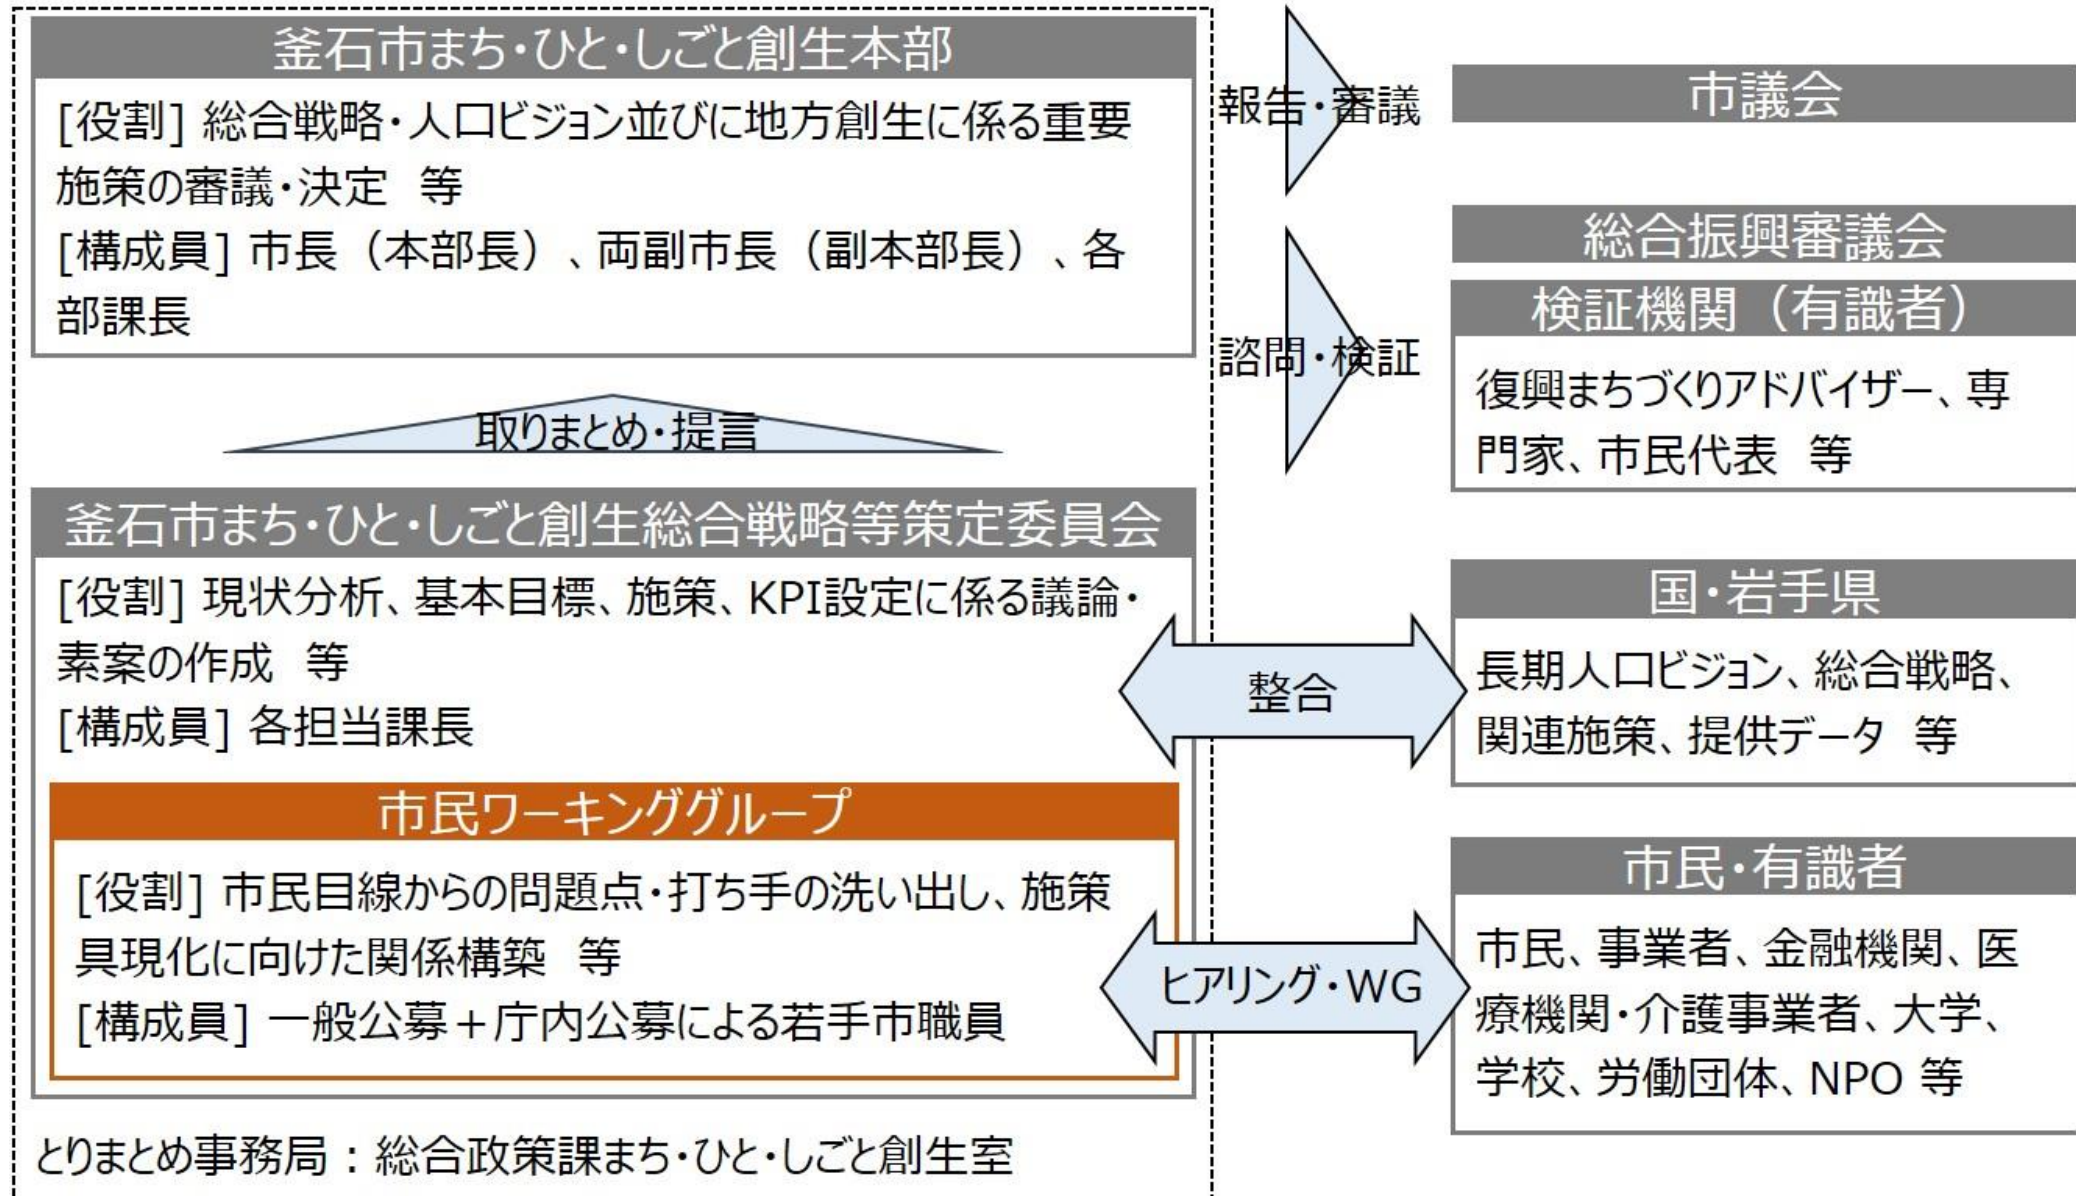 釜石市まち・ひと・しごと創生本部
[役割] 総合戦略・人口ビジョン並びに地方創生に係る重要
施策の審議・決定 等
[構成員] 市長（本部長）、両副市長（副本部長）、各
部課長
取りまとめ・提言
釜石市まち・ひと・しごと創生総合戦略等策定委員会
[役割] 現状分析、基本目標、施策、KPI設定に係る議論・
素案の作成 等
[構成員] 各担当課長
市民ワーキンググループ
[役割] 市民目線からの問題点・打ち手の洗い出し、施策
具現化に向けた関係構築 等
[構成員] 一般公募＋庁内公募による若手市職員
とりまとめ事務局：総合政策課まち・ひと・しごと創生室
報告・審議
諮問・検証
整合
ヒアリング・WG
市議会
総合振興審議会
検証機関（有識者）
復興まちづくりアドバイザー、専
門家、市民代表 等
国・岩手県
長期人口ビジョン、総合戦略、
関連施策、提供データ 等
市民・有識者
市民、事業者、金融機関、医
療機関・介護事業者、大学、
学校、労働団体、NPO 等